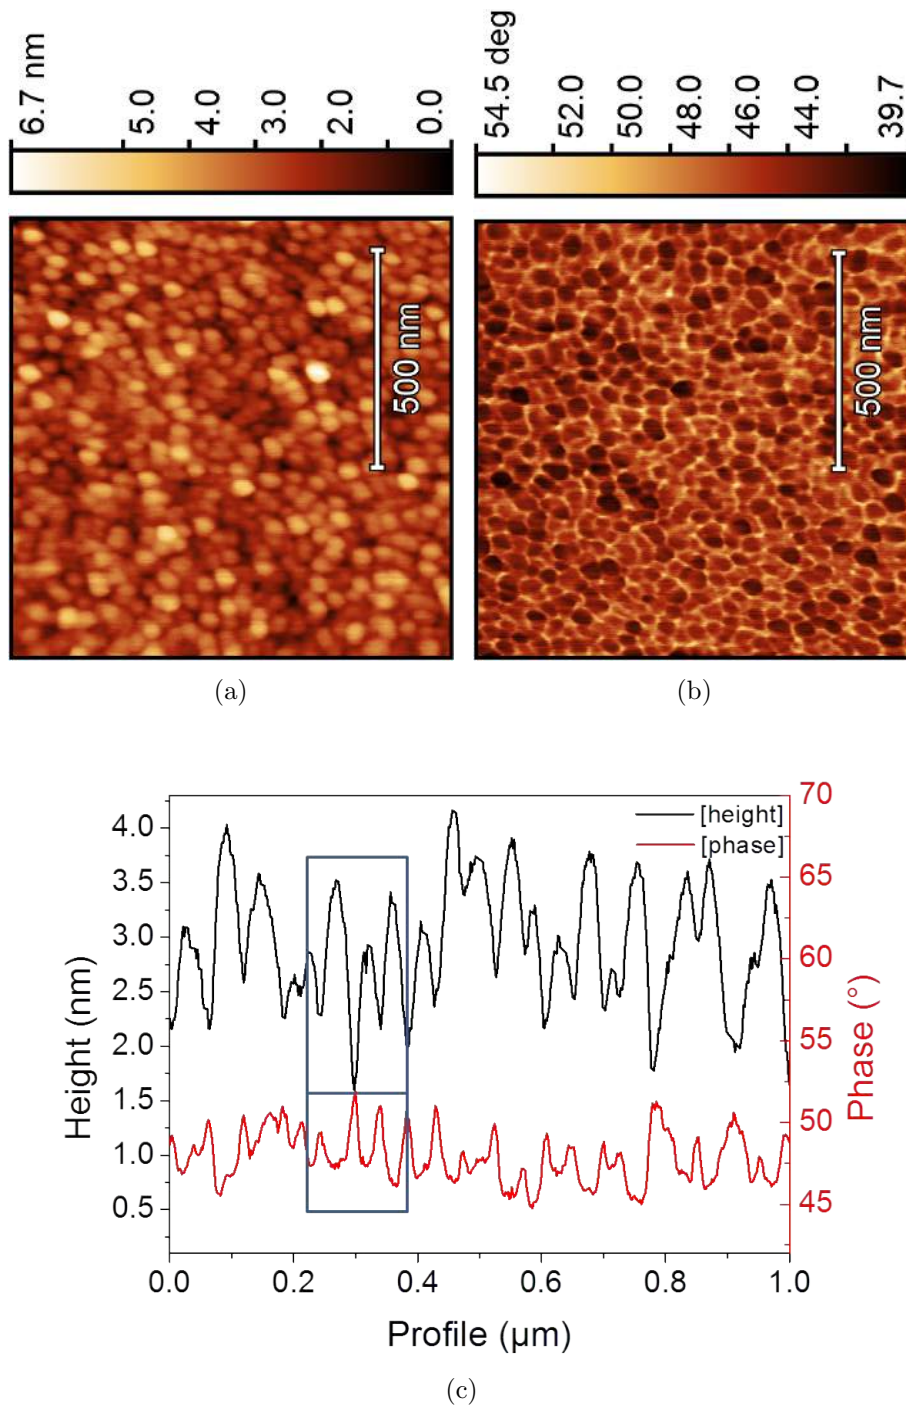 6.7 nm
5.0
4.0
3.0
2.0
0.0
500 nm
(a)
54.5 deg
52.0
50.0
48.0
46.0
44.0
39.7
500 nm
(b)
4.0
3.5
3.0
2.5
2.0
1.5
1.0
0.5
Height (nm)
[height]
[phase]
70
65
60
55
50
45
Phase (°)
0.0
0.2
0.4
0.6
0.8
1.0
Profile (µm)
(c)